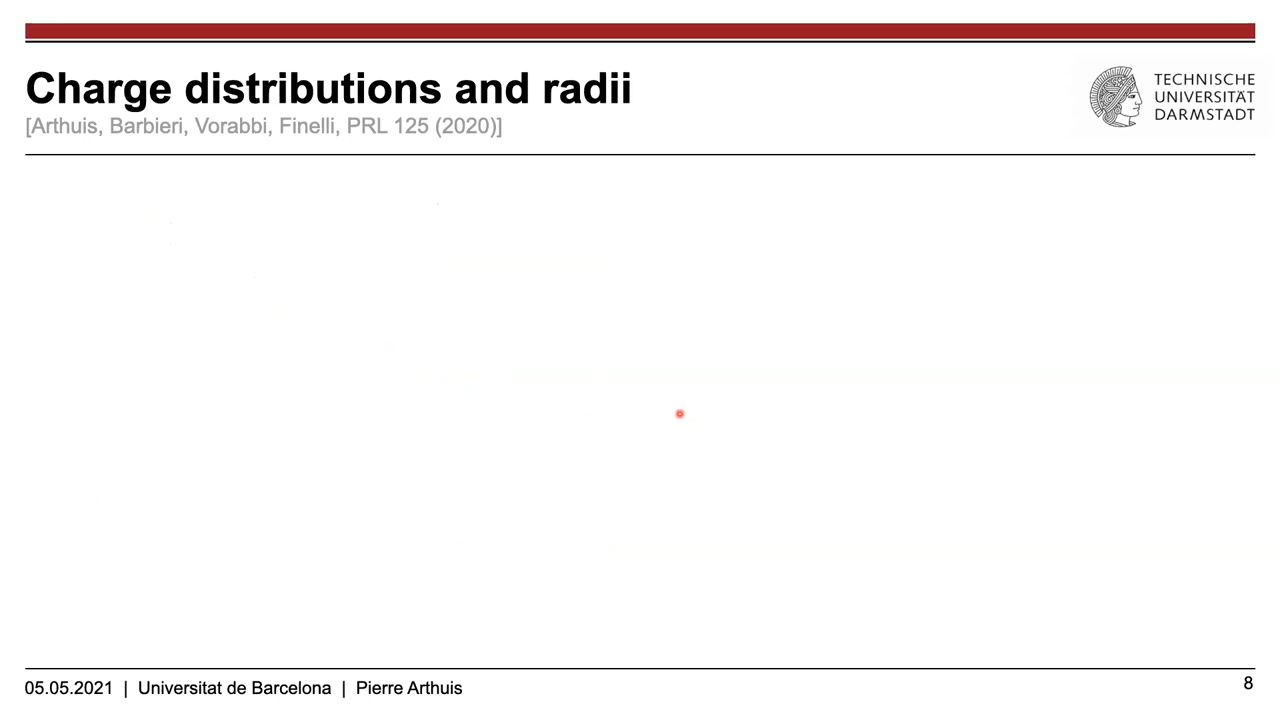 Charge distributions and radii
[Arthuis, Barbieri, Vorabbi, Finelli, PRL 125 (2020)]
TECHNISCHE
UNIVERSITÄT
DARMSTADT
05.05.2021 | Universitat de Barcelona | Pierre Arthuis
8